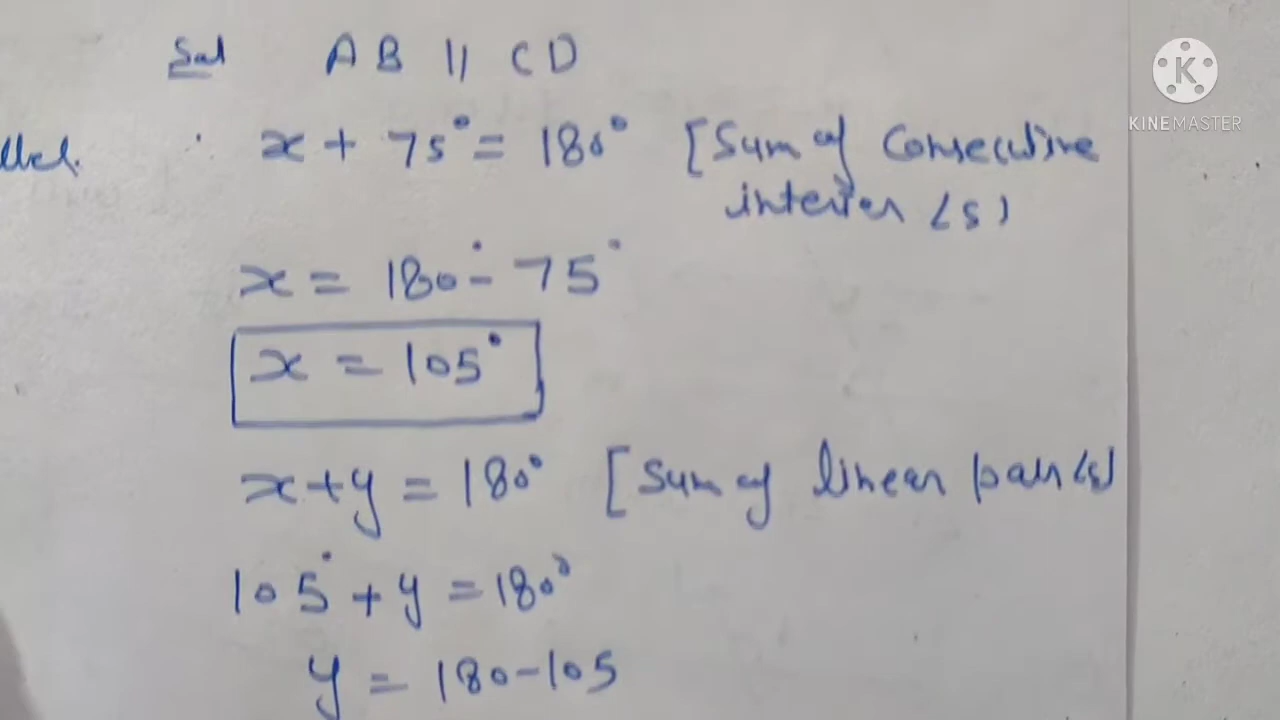 Sol AB || CD
x + 75° = 180° [Sum of Consecutive
interier ∠s)
x = 180° - 75°
x = 105°
x + y = 180° [Sum of linear pair ∠s]
105° + y = 180°
y = 180 - 105
KINEMASTER